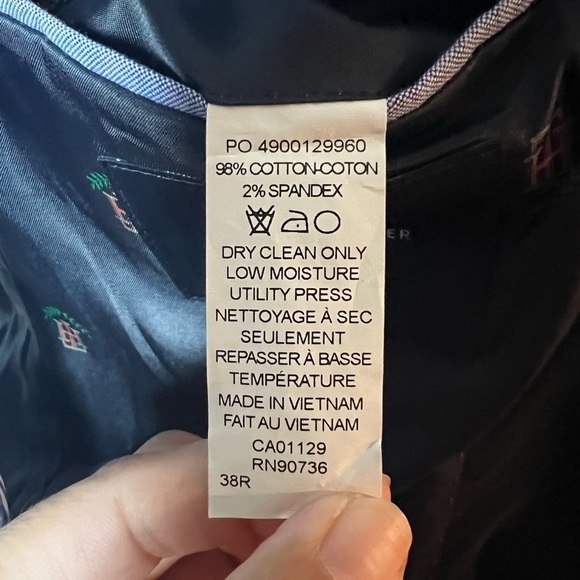 PO 4900129960
98% COTTON-COTON
2% SPANDEX
DRY CLEAN ONLY
LOW MOISTURE
UTILITY PRESS
NETTOYAGE À SEC
SEULEMENT
REPASSER À BASSE
TEMPÉRATURE
MADE IN VIETNAM
FAIT AU VIETNAM
CA01129
RN90736
38R
ER